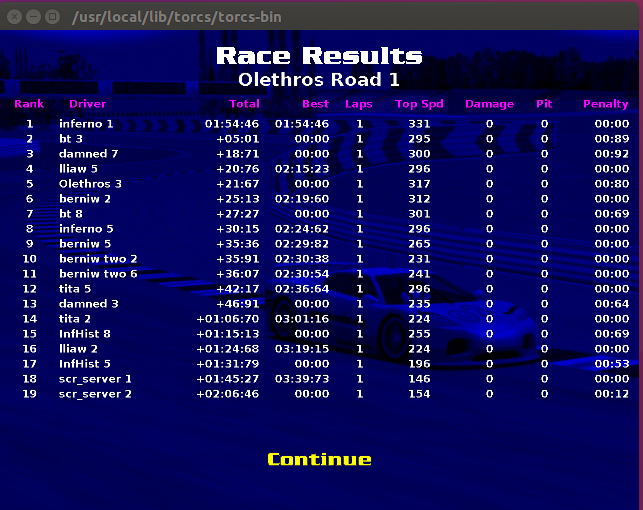 /usr/local/lib/torcs/torcs-bin
Race Results
Olethros Road 1
Rank Driver Total Best Laps Top Spd Damage Pit Penalty
1 inferno 1 01:54:46 01:54:46 1 331 0 0 00:00
2 bt 3 +05:01 00:00 1 295 0 0 00:89
3 damned 7 +18:71 00:00 1 300 0 0 00:92
4 lliaw 5 +20:76 02:15:23 1 296 0 0 00:00
5 Olethros 3 +21:67 00:00 1 317 0 0 00:80
6 berniw 2 +25:13 02:19:60 1 312 0 0 00:00
7 bt 8 +27:27 00:00 1 301 0 0 00:69
8 inferno 5 +30:15 02:24:62 1 296 0 0 00:00
9 berniw 5 +35:36 02:29:82 1 265 0 0 00:00
10 berniw two 2 +35:91 02:30:38 1 231 0 0 00:00
11 berniw two 6 +36:07 02:30:54 1 241 0 0 00:00
12 tita 5 +42:17 02:36:64 1 296 0 0 00:00
13 damned 3 +46:91 00:00 1 235 0 0 00:64
14 tita 2 +01:06:70 03:01:16 1 224 0 0 00:00
15 InfHist 8 +01:15:13 00:00 1 255 0 0 00:69
16 lliaw 2 +01:24:68 03:19:15 1 224 0 0 00:00
17 InfHist 5 +01:31:79 00:00 1 196 0 0 00:53
18 scr_server 1 +01:45:27 03:39:73 1 146 0 0 00:00
19 scr_server 2 +02:06:46 00:00 1 154 0 0 00:12
Continue